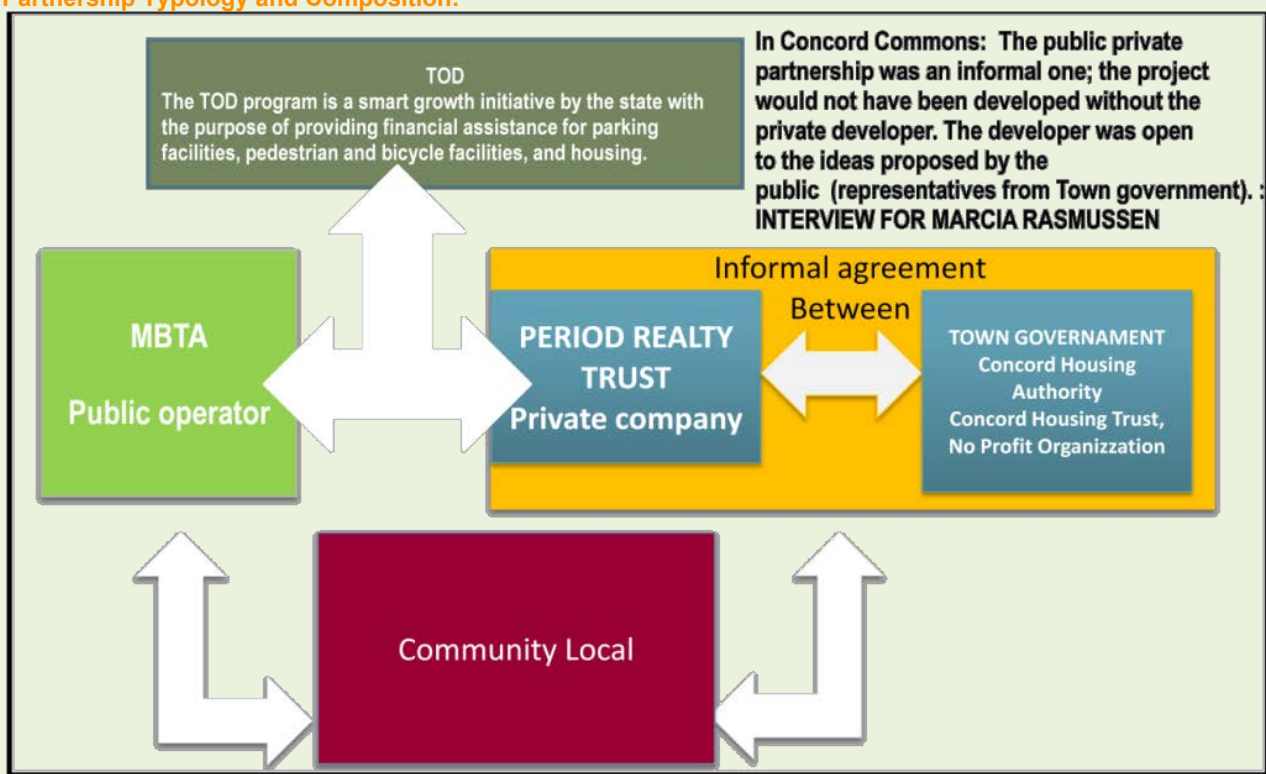 Partnership Typology and Composition:
TOD
The TOD program is a smart growth initiative by the state with
the purpose of providing financial assistance for parking
facilities, pedestrian and bicycle facilities, and housing.
In Concord Commons: The public private
partnership was an informal one; the project
would not have been developed without the
private developer. The developer was open
to the ideas proposed by the
public (representatives from Town government). :
INTERVIEW FOR MARCIA RASMUSSEN
MBTA
Public operator
Informal agreement
Between
PERIOD REALTY
TRUST
Private company
TOWN GOVERNAMENT
Concord Housing
Authority
Concord Housing Trust,
No Profit Organizzation
Community Local